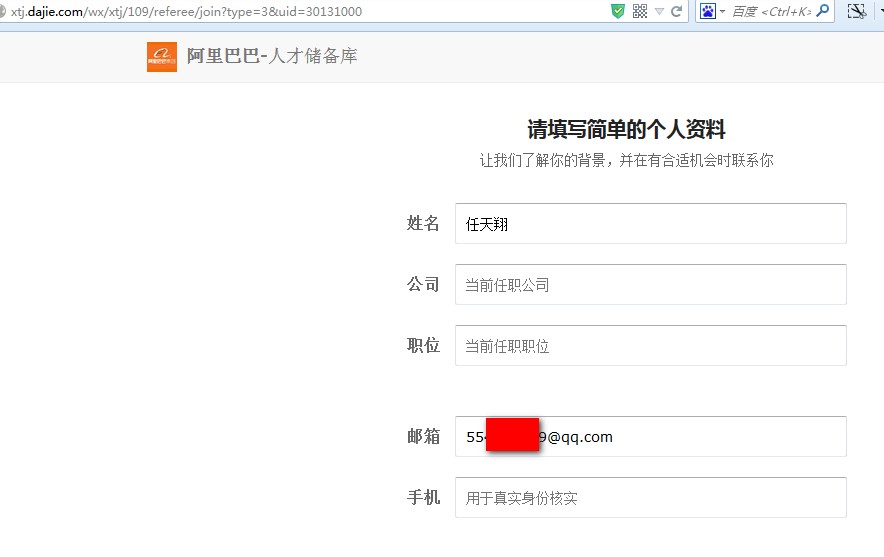 xtj.dajie.com/wx/xtj/109/referee/join?type=3&uid=30131000
百度 <Ctrl+K>
阿里巴巴-人才储备库
请填写简单的个人资料
让我们了解你的背景，并在有合适机会时联系你
姓名 任天翔
公司 当前任职公司
职位 当前任职职位
邮箱 55 9@qq.com
手机 用于真实身份核实